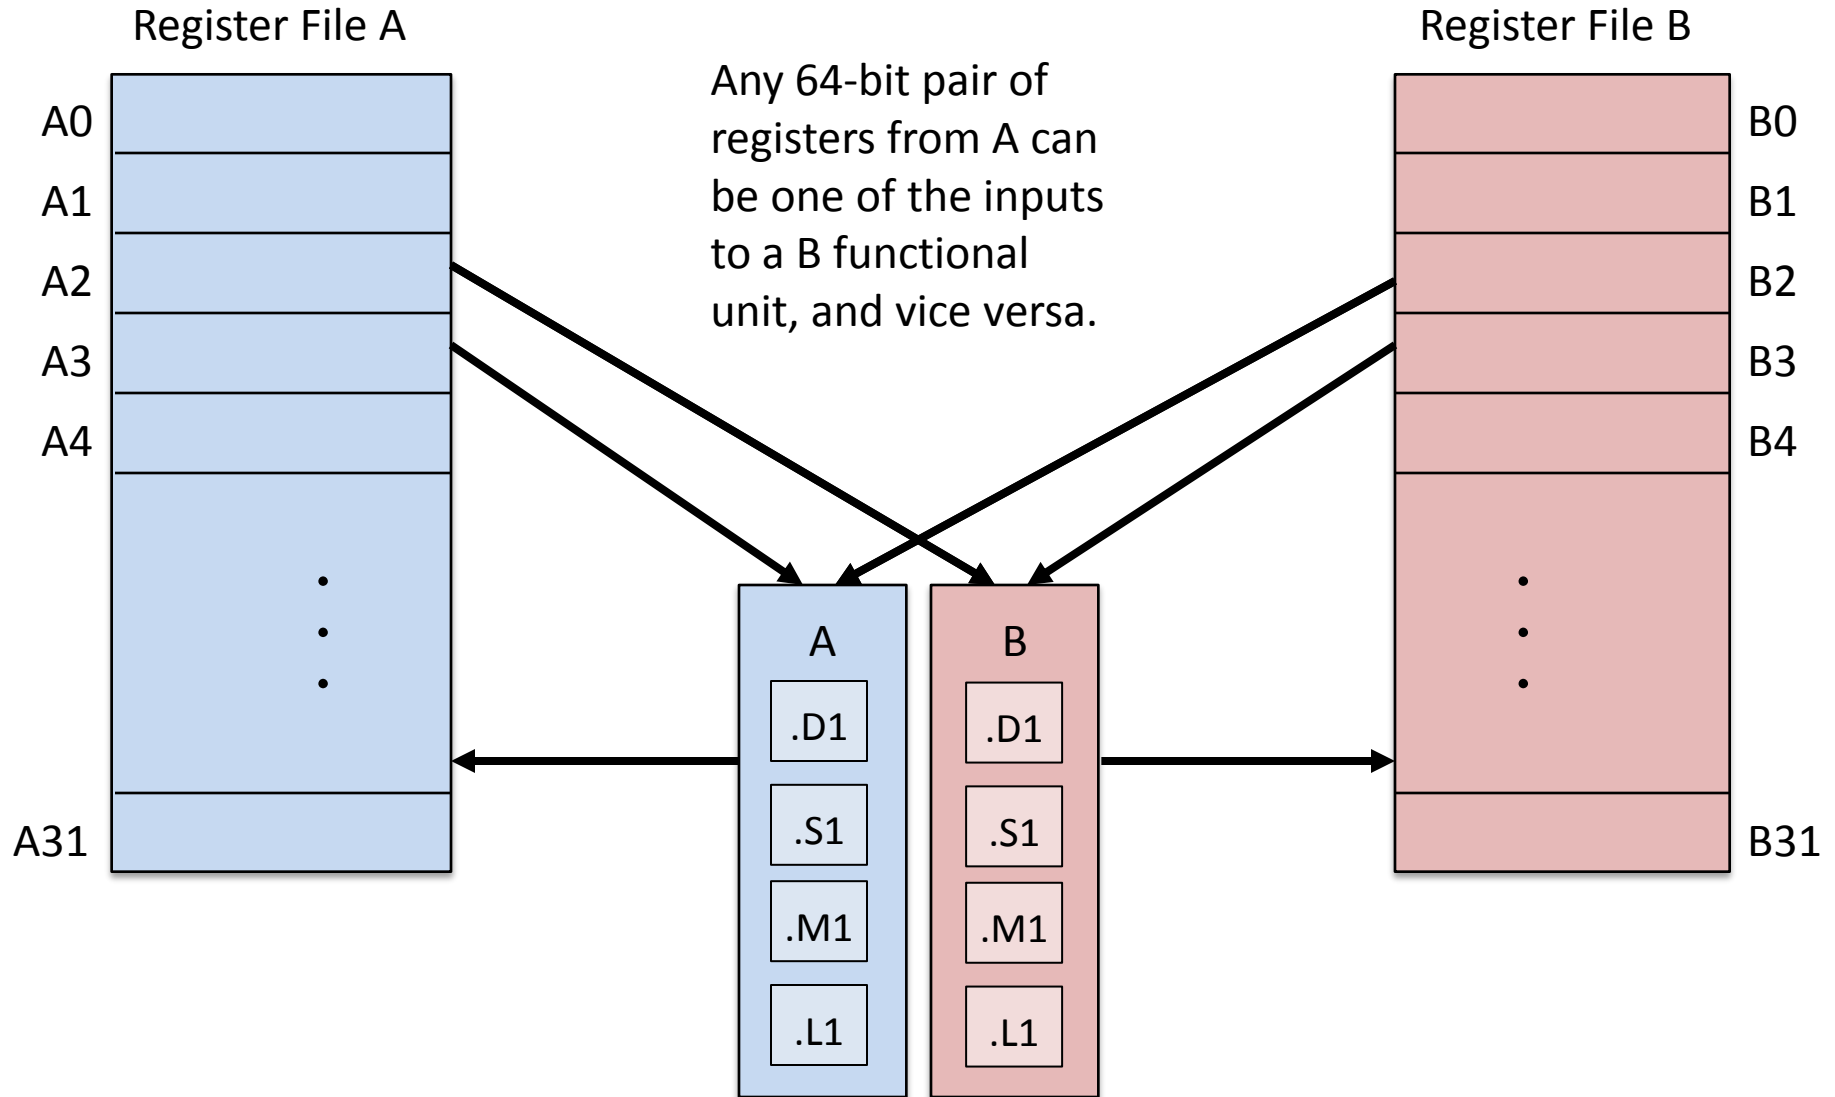 Register File A
Register File B
Any 64-bit pair of
registers from A can
be one of the inputs
to a B functional
unit, and vice versa.
A0
A1
A2
A3
A4
A31
B0
B1
B2
B3
B4
B31
A
.D1
.S1
.M1
.L1
B
.D1
.S1
.M1
.L1